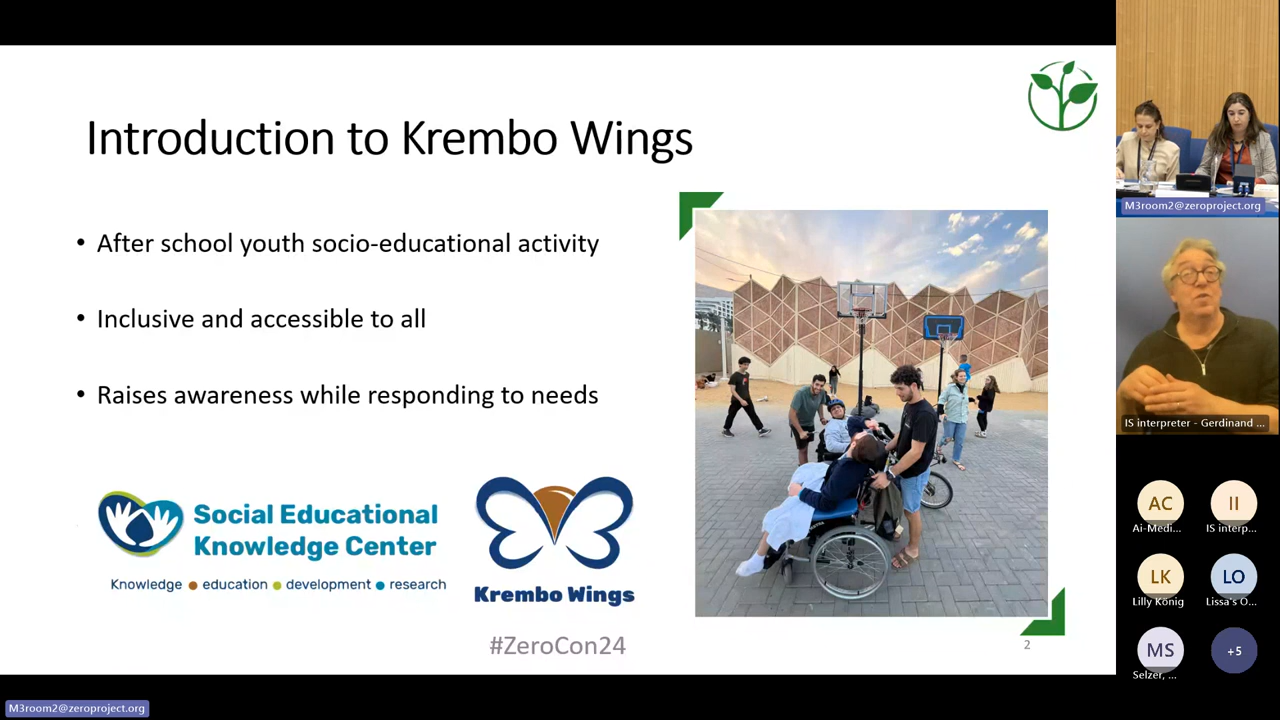 Introduction to Krembo Wings
• After school youth socio-educational activity
• Inclusive and accessible to all
• Raises awareness while responding to needs
Social Educational
Knowledge Center
Knowledge • education • development • research
Krembo Wings
#ZeroCon24
2
M3room2@zeroproject.org
IS interpreter - Gerdinand ...
AC
Ai-Medi...
II
IS interp...
LK
Lilly König
LO
Lissa's O...
MS
Selzer, ...
+5
M3room2@zeroproject.org